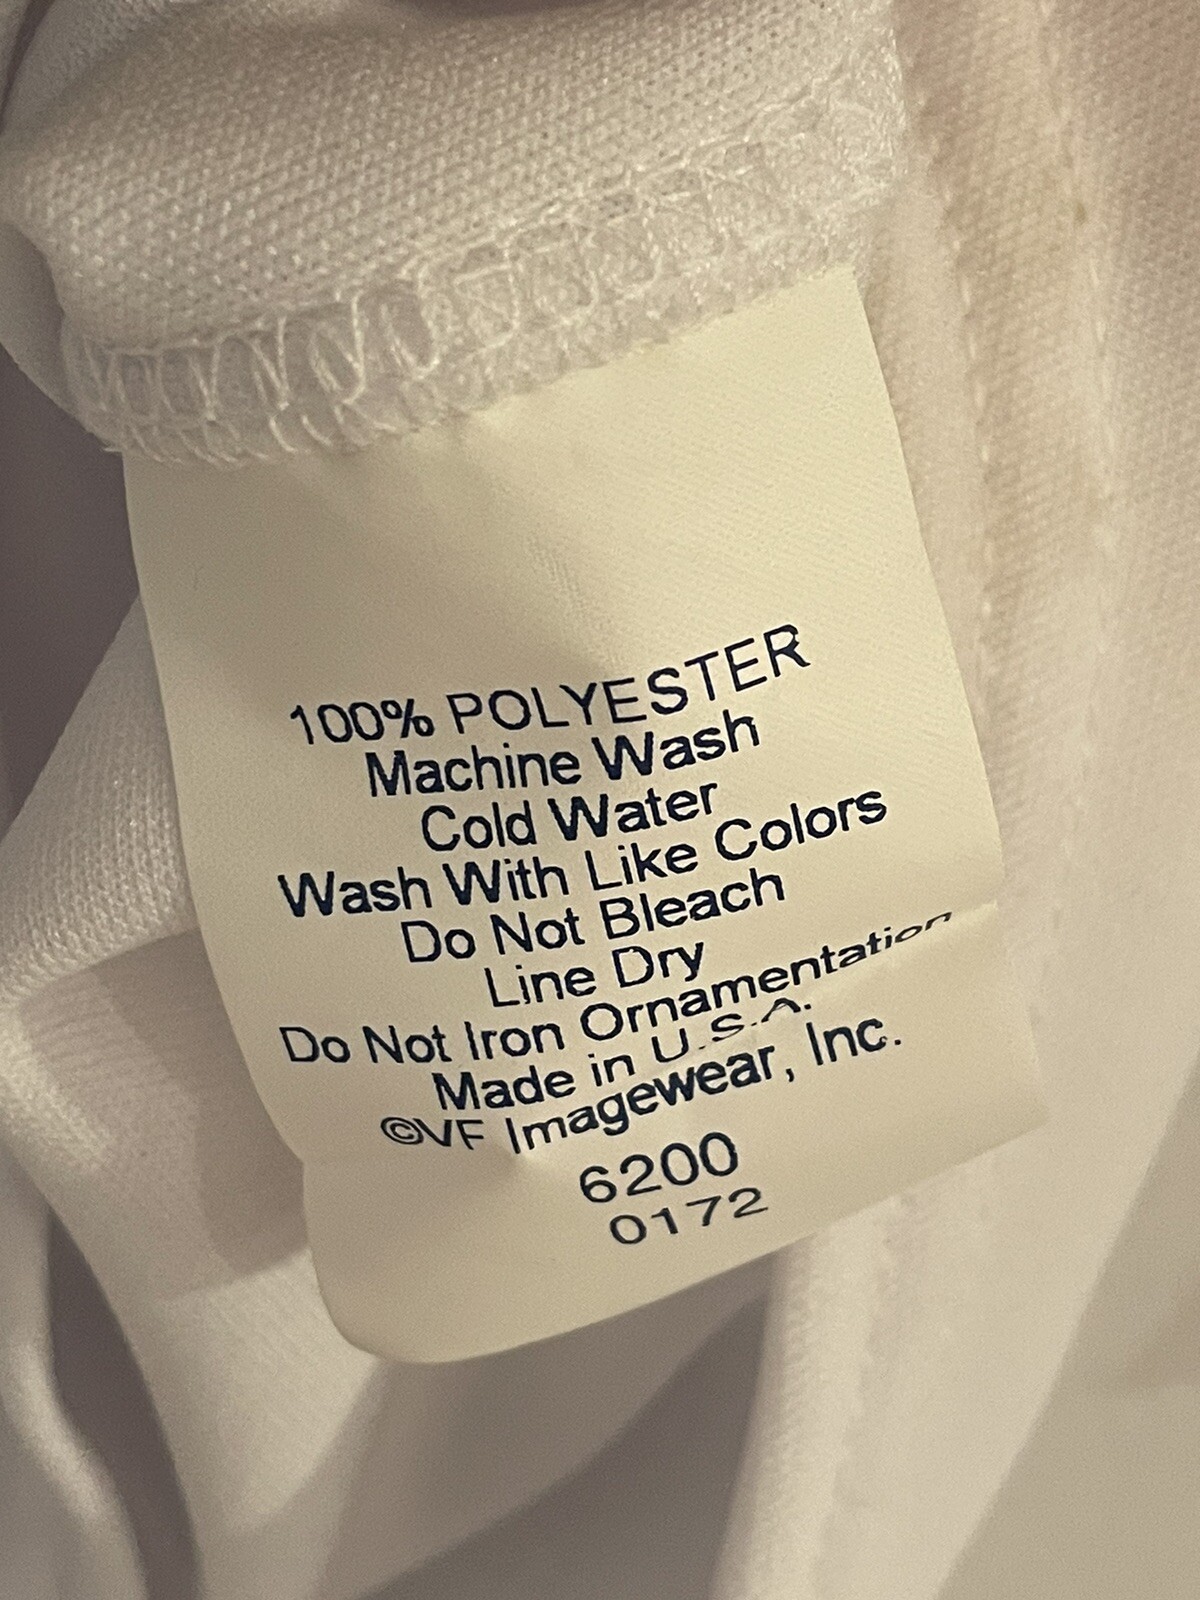 100% POLYESTER
Machine Wash
Cold Water
Wash With Like Colors
Do Not Bleach
Line Dry
Do Not Iron Ornamentation
Made in U.S.A.
©VF Imagewear, Inc.
6200
0172